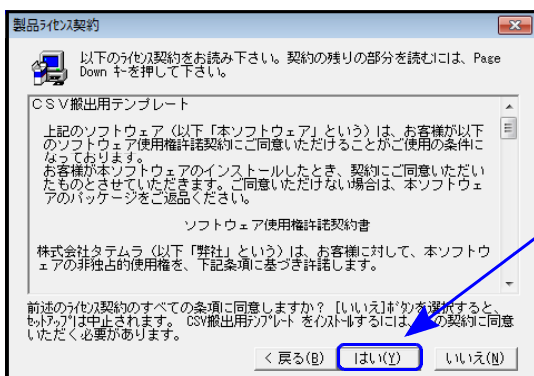 製品ﾗｲｾﾝｽ契約
以下のﾗｲｾﾝｽ契約をお読み下さい。契約の残りの部分を読むには、Page
Down ｷｰを押して下さい。
ＣＳＶ搬出用テンプレート
上記のソフトウェア（以下「本ソフトウェア」という）は、お客様が以下
のソフトウェア使用権許諾契約にご同意いただけることがご使用の条件に
なっております。
お客様が本ソフトウェアのインストールしたとき、契約にご同意いただい
たものとさせていただきます。ご同意いただけない場合は、本ソフトウェ
アのパッケージをご返品ください。
ソフトウェア使用権許諾契約書
株式会社タテムラ（以下「弊社」という）は、お客様に対して、本ソフトウ
ェアの非独占的使用権を、下記条項に基づき許諾します。
前述のﾗｲｾﾝｽ契約のすべての条項に同意しますか？ [いいえ]ﾎﾞﾀﾝを選択すると、
ｾｯﾄｱｯﾌﾟは中止されます。 CSV搬出用ﾃﾝﾌﾟﾚｰﾄ をｲﾝｽﾄｰﾙするには、の契約に同意
いただく必要があります。
< 戻る(B) はい(Y) いいえ(N)